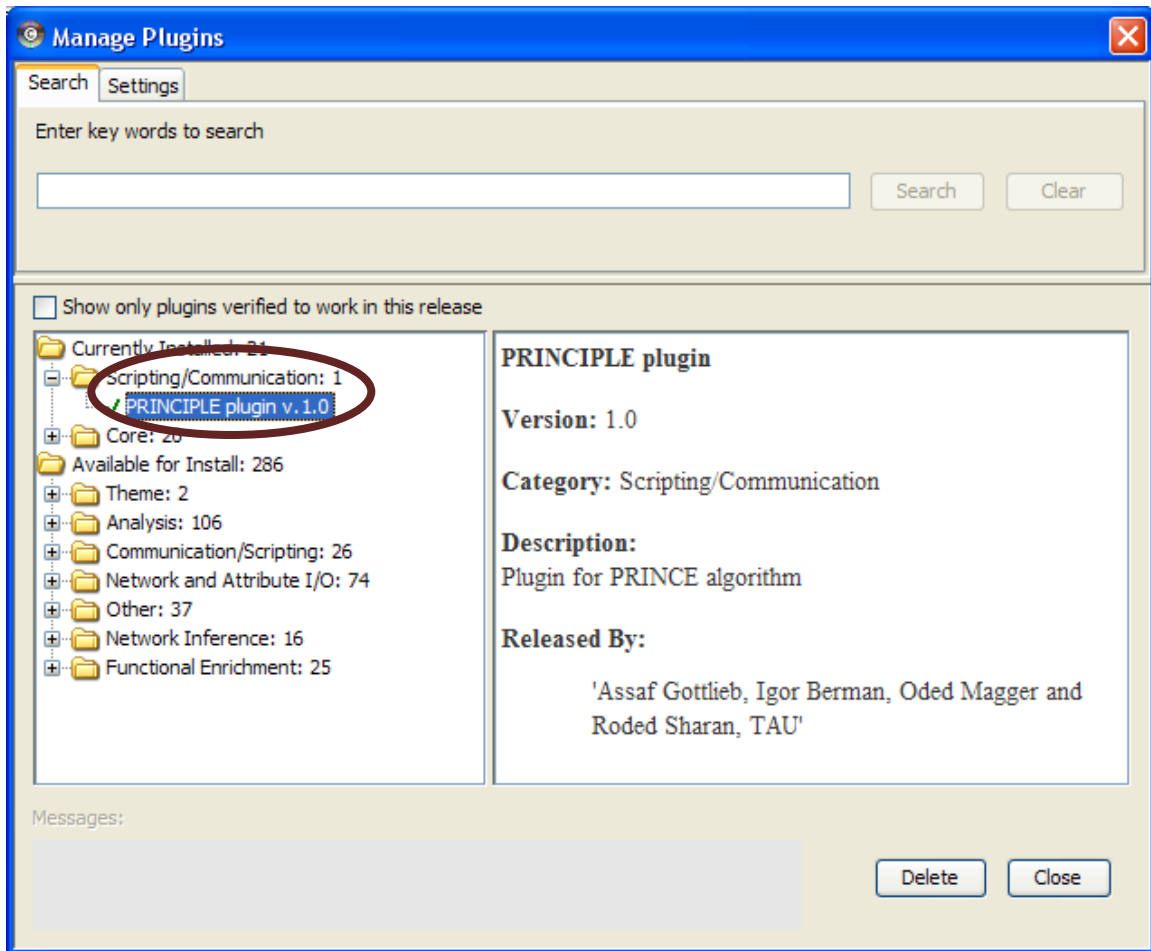 Manage Plugins
Search Settings
Enter key words to search
Search Clear
Show only plugins verified to work in this release
Currently Installed: 21
Scripting/Communication: 1
PRINCIPLE plugin v.1.0
Core: 20
Available for Install: 286
Theme: 2
Analysis: 106
Communication/Scripting: 26
Network and Attribute I/O: 74
Other: 37
Network Inference: 16
Functional Enrichment: 25
PRINCIPLE plugin
Version: 1.0
Category: Scripting/Communication
Description:
Plugin for PRINCE algorithm
Released By:
'Assaf Gottlieb, Igor Berman, Oded Magger and
Roded Sharan, TAU'
Messages:
Delete Close